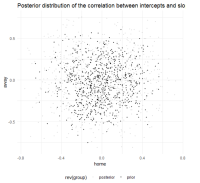 Posterior distribution of the correlation between intercepts and slo
0.5
away
0.0
-0.5
-0.8
-0.4
0.0
0.4
0.8
home
rev(group)
posterior
prior